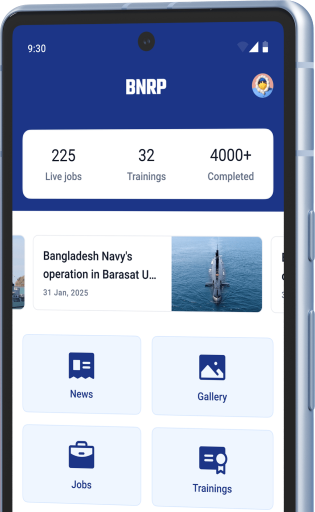 9:30
BNRP
225 32 4000+
Live jobs Trainings Completed
Bangladesh Navy's
operation in Barasat U...
31 Jan, 2025
News Gallery
Jobs Trainings